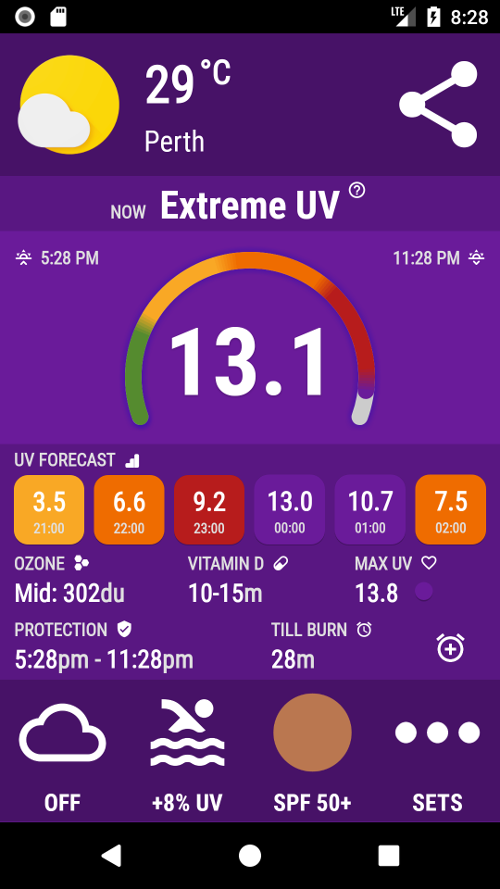 LTE 8:28
29 °C
Perth
NOW Extreme UV ?
5:28 PM 11:28 PM
13.1
UV FORECAST
3.5 6.6 9.2 13.0 10.7 7.5
21:00 22:00 23:00 00:00 01:00 02:00
OZONE VITAMIN D MAX UV
Mid: 302du 10-15m 13.8
PROTECTION TILL BURN
5:28pm - 11:28pm 28m
OFF +8% UV SPF 50+ SETS